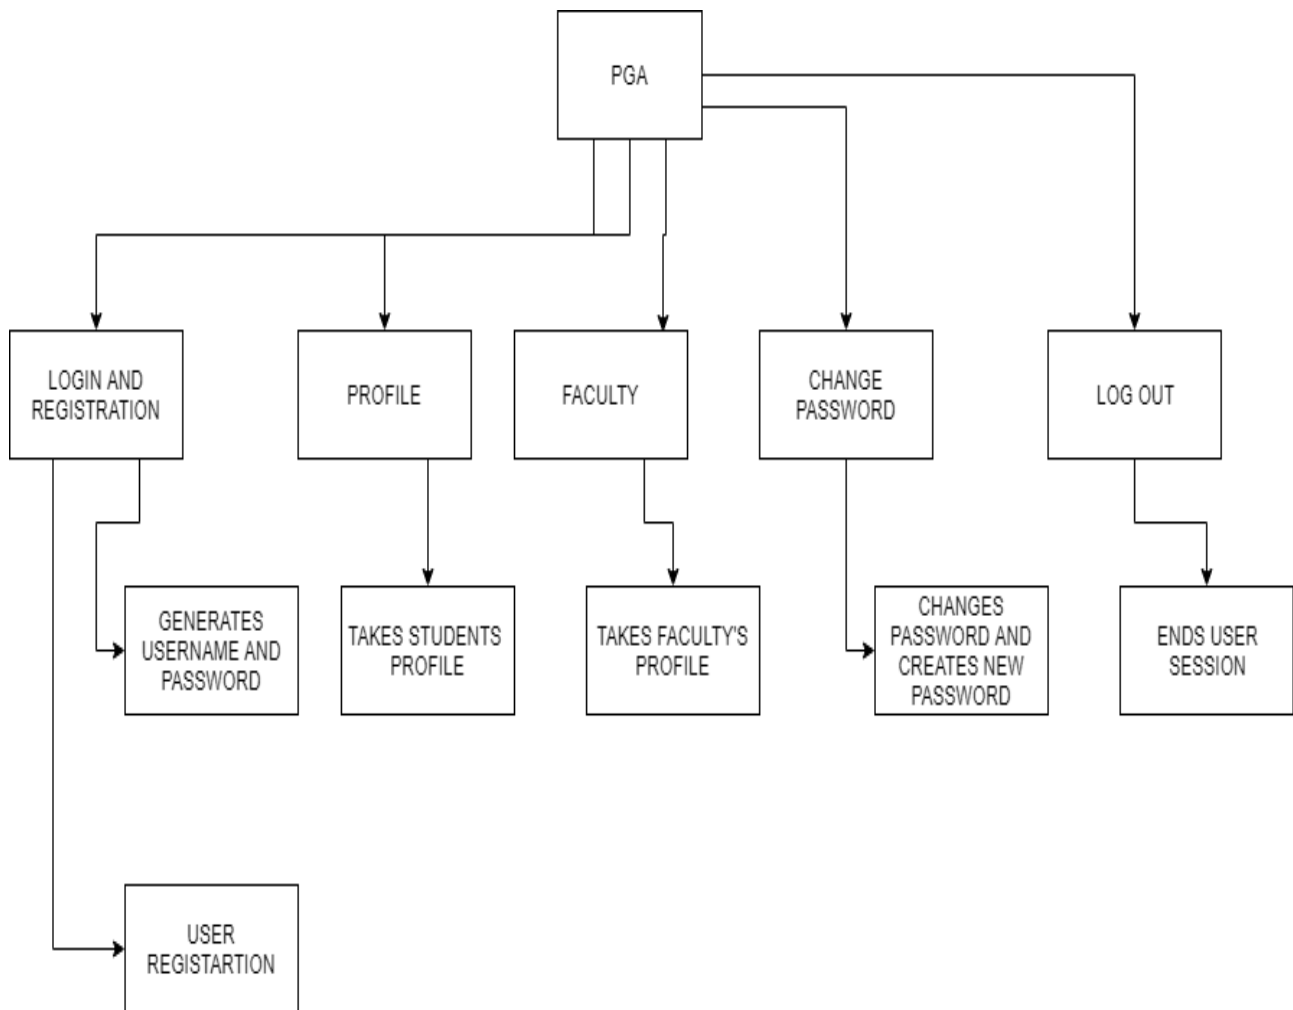 PGA
LOGIN AND
REGISTRATION
PROFILE
FACULTY
CHANGE
PASSWORD
LOG OUT
GENERATES
USERNAME AND
PASSWORD
TAKES STUDENTS
PROFILE
TAKES FACULTY'S
PROFILE
CHANGES
PASSWORD AND
CREATES NEW
PASSWORD
ENDS USER
SESSION
USER
REGISTARTION